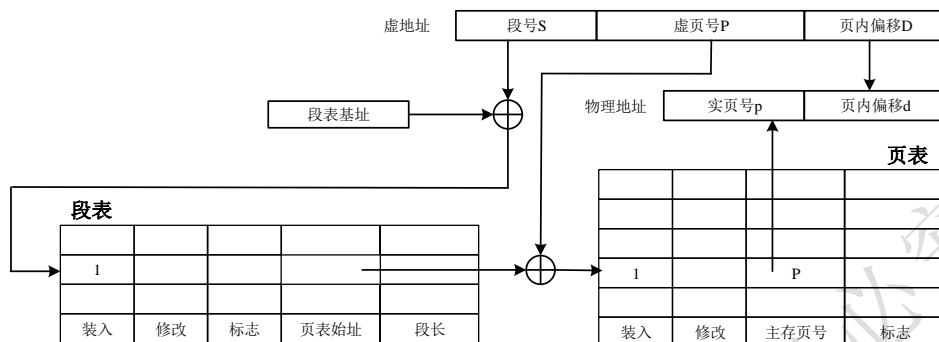 虚地址
段号S
虚页号P
页内偏移D
段表基址
物理地址
实页号p
页内偏移d
页表
段表
1
1
P
装入
修改
标志
页表始址
段长
装入
修改
主存页号
标志
必